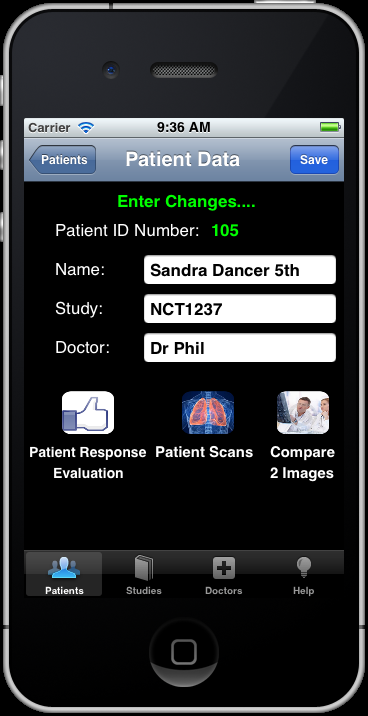 Carrier 9:36 AM
Patients Patient Data Save
Enter Changes....
Patient ID Number: 105
Name: Sandra Dancer 5th
Study: NCT1237
Doctor: Dr Phil
Patient Response Evaluation
Patient Scans
Compare 2 Images
Patients Studies Doctors Help